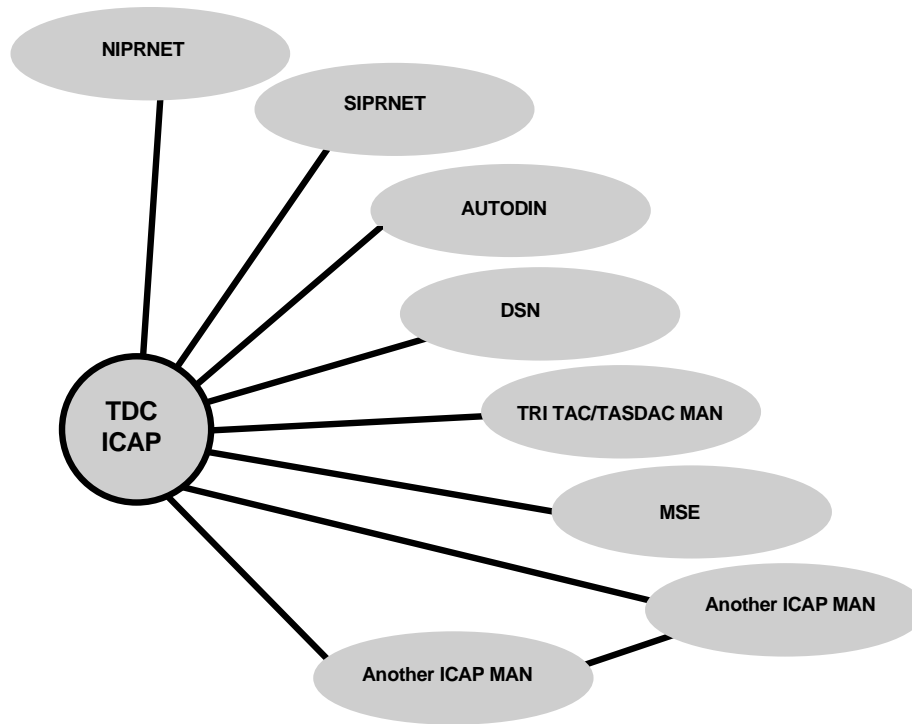 NIPRNET
SIPRNET
AUTODIN
DSN
TRI TAC/TASDAC MAN
TDC
ICAP
MSE
Another ICAP MAN
Another ICAP MAN